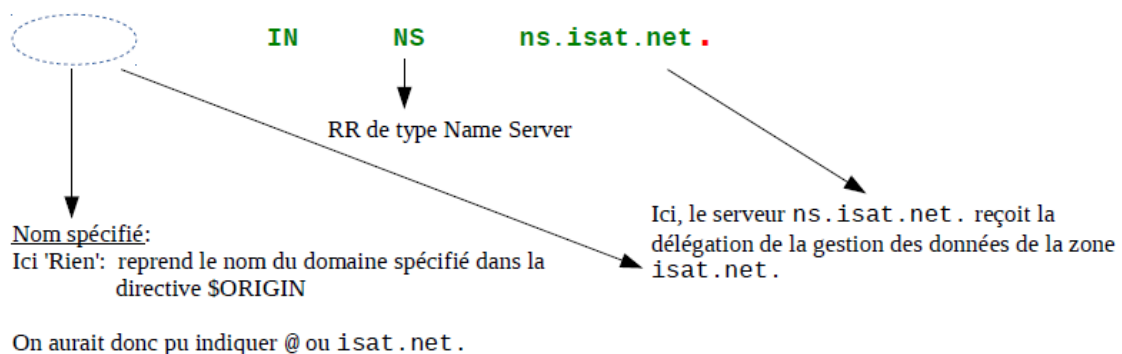 IN NS ns.isat.net.
RR de type Name Server
Nom spécifié:
Ici 'Rien': reprend le nom du domaine spécifié dans la
directive $ORIGIN
Ici, le serveur ns.isat.net. reçoit la
délégation de la gestion des données de la zone
isat.net.
On aurait donc pu indiquer @ ou isat.net.